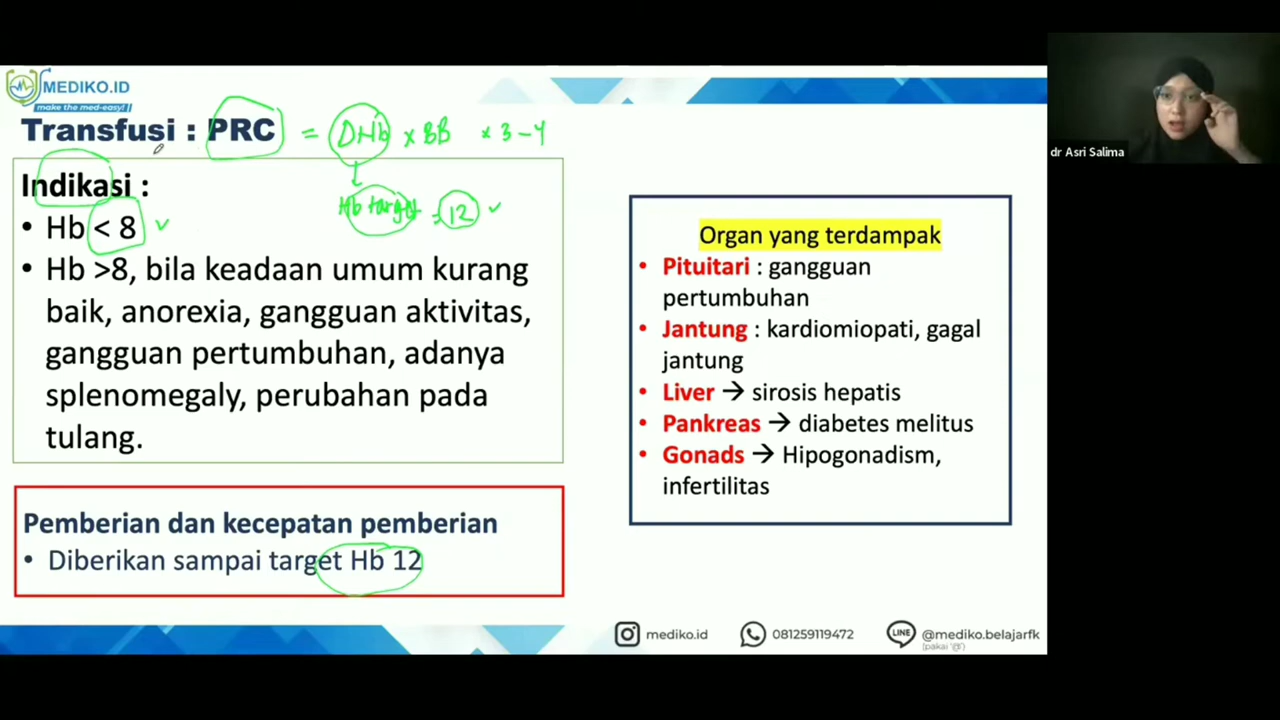 MEDIKO.ID
make the med-easy!
Transfusi : PRC = DHb × BB × 3-4
Hb target = 12 ✓
Indikasi :
• Hb < 8 ✓
• Hb >8, bila keadaan umum kurang
baik, anorexia, gangguan aktivitas,
gangguan pertumbuhan, adanya
splenomegaly, perubahan pada
tulang.
Pemberian dan kecepatan pemberian
• Diberikan sampai target Hb 12
Organ yang terdampak
• Pituitari : gangguan
pertumbuhan
• Jantung : kardiomiopati, gagal
jantung
• Liver → sirosis hepatis
• Pankreas → diabetes melitus
• Gonads → Hipogonadism,
infertilitas
mediko.id
081259119472
LINE
@mediko.belajarfk
(pakai '@')
dr Asri Salima